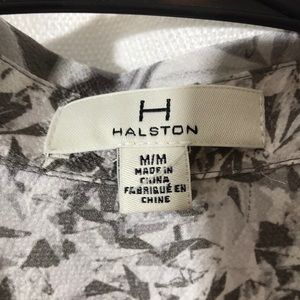 H
HALSTON
M/M
MADE IN
CHINA
FABRIQUÉ EN
CHINE